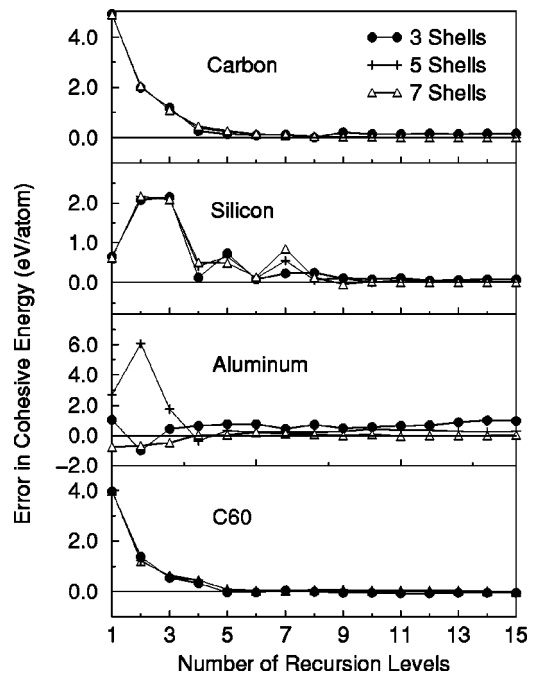 4.0
2.0
0.0
Carbon
3 Shells
5 Shells
7 Shells
2.0
1.0
0.0
Silicon
6.0
4.0
2.0
0.0
−2.0
Aluminum
4.0
2.0
0.0
C60
1 3 5 7 9 11 13 15
Number of Recursion Levels
Error in Cohesive Energy (eV/atom)